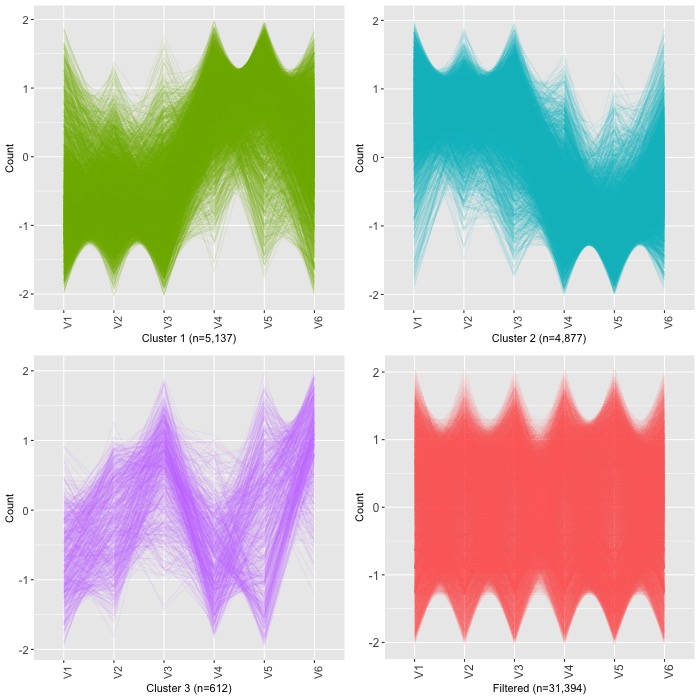 2
1
0
-1
-2
Count
V1 V2 V3 V4 V5 V6
Cluster 1 (n=5,137)
2
1
0
-1
-2
Count
V1 V2 V3 V4 V5 V6
Cluster 2 (n=4,877)
2
1
0
-1
-2
Count
V1 V2 V3 V4 V5 V6
Cluster 3 (n=612)
2
1
0
-1
-2
Count
V1 V2 V3 V4 V5 V6
Filtered (n=31,394)